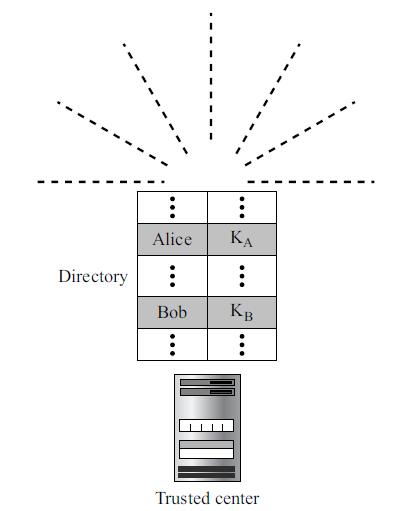 Alice K_A
Directory
Bob K_B
Trusted center